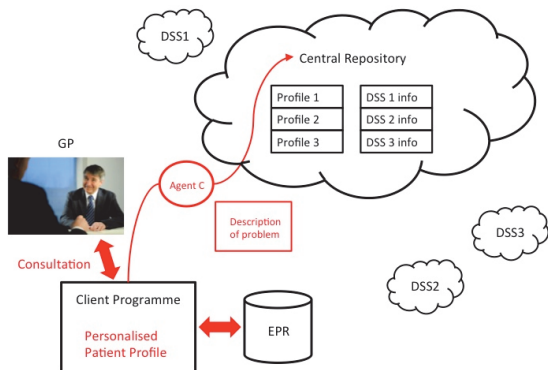 DSS1
Central Repository
Profile 1
DSS 1 info
Profile 2
DSS 2 info
Profile 3
DSS 3 info
GP
Agent C
Description
of problem
DSS3
Consultation
DSS2
Client Programme
Personalised
Patient Profile
EPR